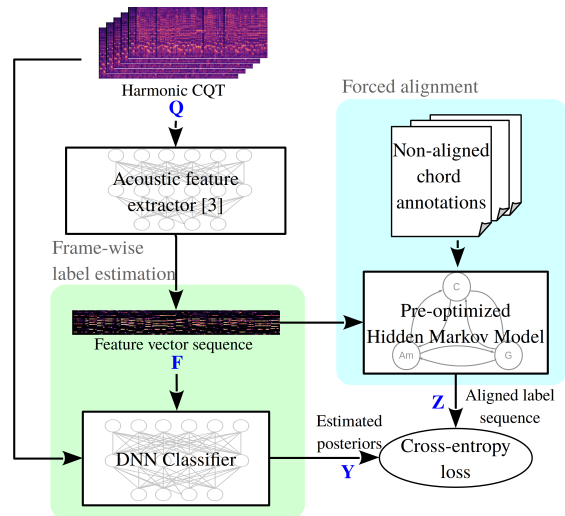 Harmonic CQT
Q
Forced alignment
Non-aligned
chord
annotations
Acoustic feature
extractor [3]
Frame-wise
label estimation
C
Pre-optimized
Hidden Markov Model
Am
G
Feature vector sequence
F
Z
Aligned label
sequence
Estimated
posteriors
Y
DNN Classifier
Cross-entropy
loss